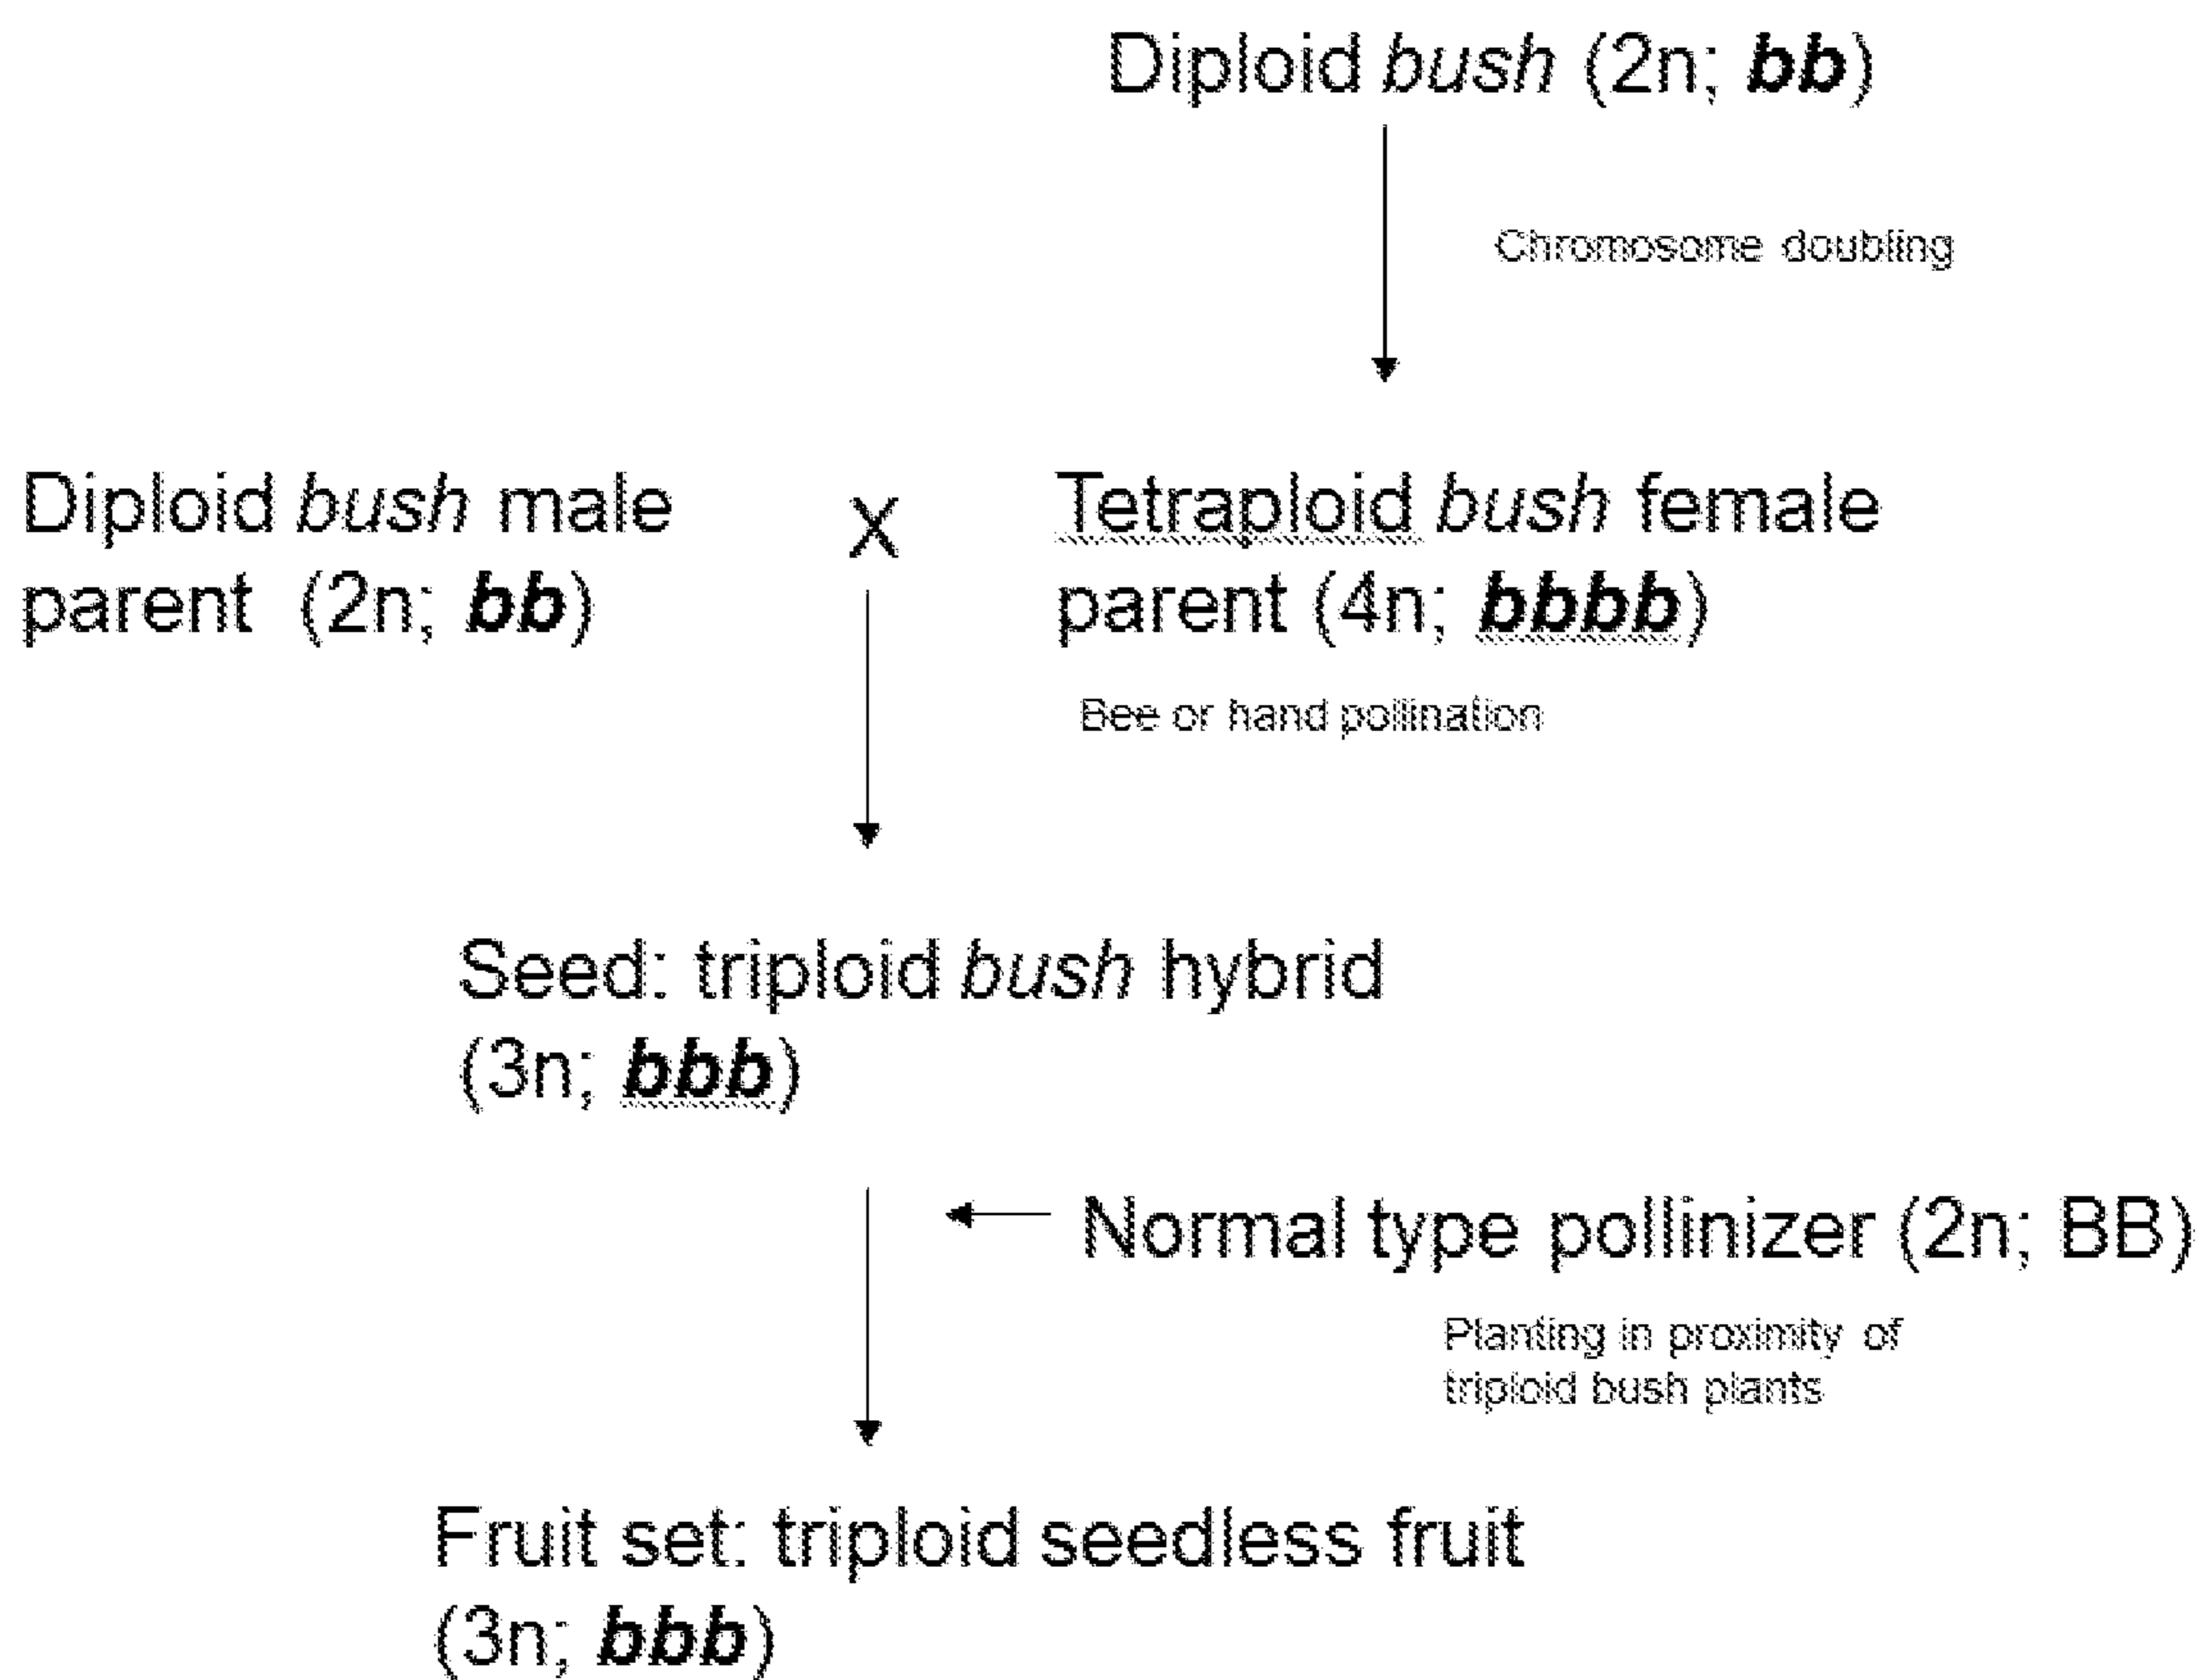 Diploid bush (2n; bb)
Chromosome doubling
Diploid bush male
parent (2n; bb)
X
Tetraploid bush female
parent (4n; bbbb)
Bee or hand pollination
Seed: triploid bush hybrid
(3n; bbb)
Normal type pollinizer (2n; BB)
Planting in proximity of
triploid bush plants
Fruit set: triploid seedless fruit
(3n; bbb)